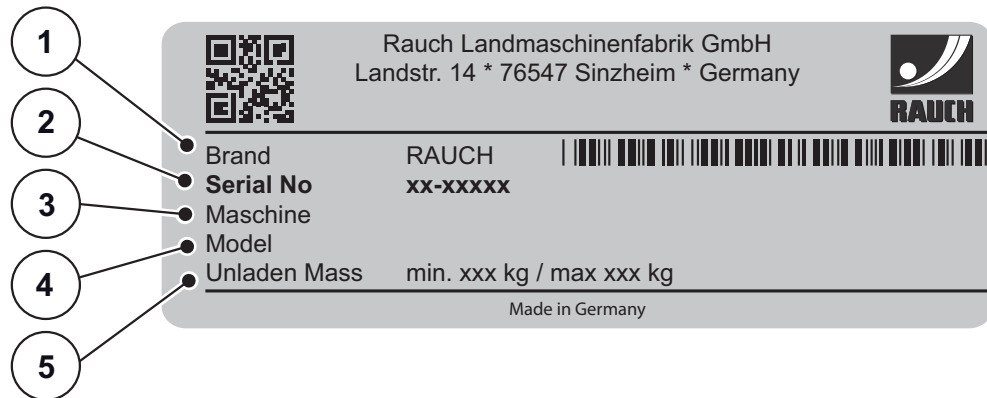 1
2
3
4
5
Rauch Landmaschinenfabrik GmbH
Landstr. 14 * 76547 Sinzheim * Germany
RAUCH
Brand RAUCH
Serial No xx-xxxxx
Maschine
Model
Unladen Mass min. xxx kg / max xxx kg
Made in Germany